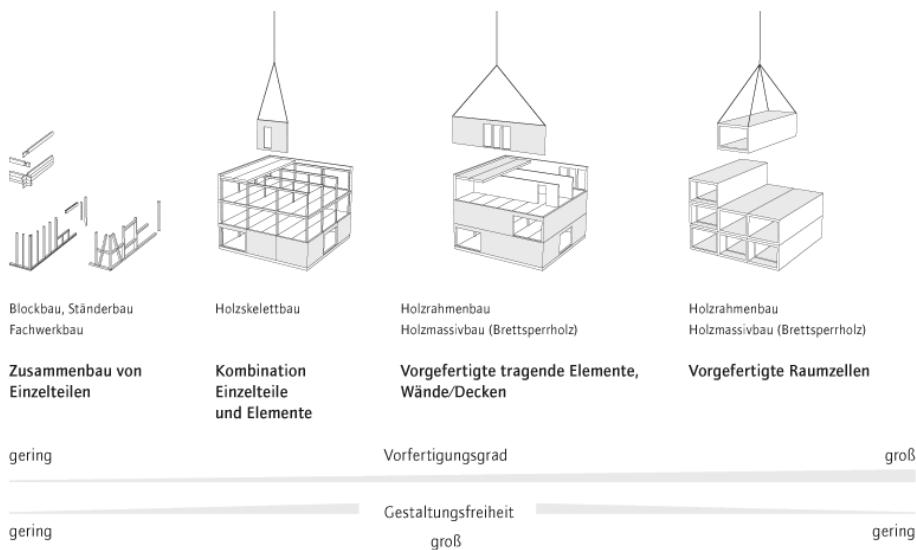 Blockbau, Ständerbau
Fachwerkbau
Zusammenbau von
Einzelteilen
Holzskelettbau
Kombination
Einzelteile
und Elemente
Holzrahmenbau
Holzmassivbau (Brettsperrholz)
Vorgefertigte tragende Elemente,
Wände/Decken
Holzrahmenbau
Holzmassivbau (Brettsperrholz)
Vorgefertigte Raumzellen
gering
Vorfertigungsgrad
groß
gering
Gestaltungsfreiheit
groß
gering